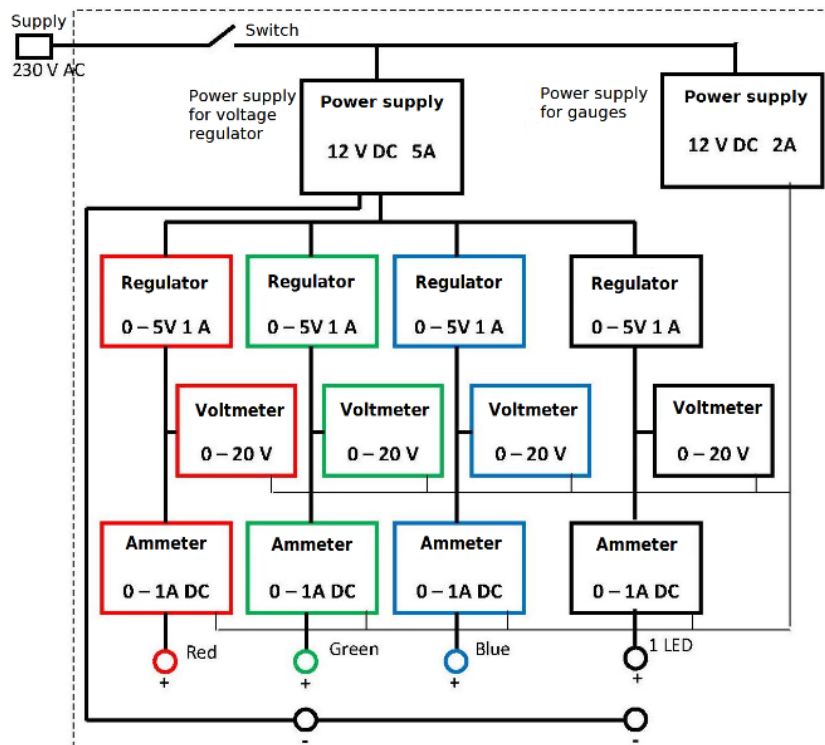 Supply
230 V AC
Switch
Power supply
for voltage
regulator
Power supply
12 V DC 5A
Power supply
for gauges
Power supply
12 V DC 2A
Regulator
0 – 5V 1 A
Regulator
0 – 5V 1 A
Regulator
0 – 5V 1 A
Regulator
0 – 5V 1 A
Voltmeter
0 – 20 V
Voltmeter
0 – 20 V
Voltmeter
0 – 20 V
Voltmeter
0 – 20 V
Ammeter
0 – 1A DC
Ammeter
0 – 1A DC
Ammeter
0 – 1A DC
Ammeter
0 – 1A DC
Red
+
Green
+
Blue
+
1 LED
+
-
-